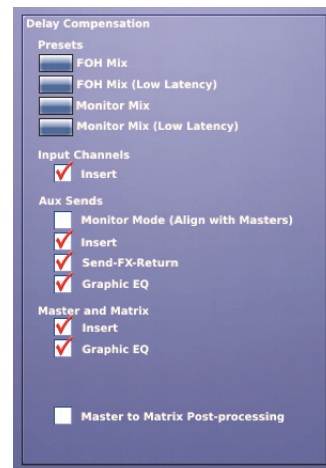 Delay Compensation
Presets
FOH Mix
FOH Mix (Low Latency)
Monitor Mix
Monitor Mix (Low Latency)
Input Channels
Insert
Aux Sends
Monitor Mode (Align with Masters)
Insert
Send-FX-Return
Graphic EQ
Master and Matrix
Insert
Graphic EQ
Master to Matrix Post-processing